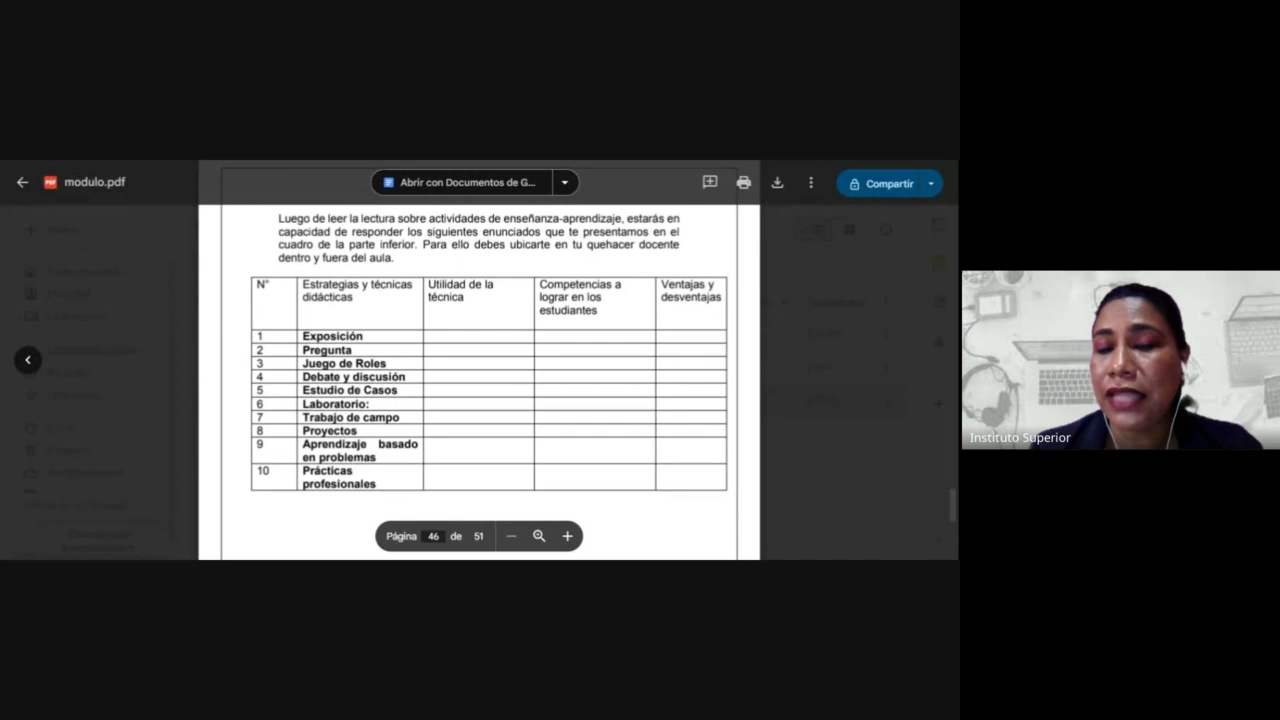 modulo.pdf
Abrir con Documentos de G...
Compartir
Luego de leer la lectura sobre actividades de enseñanza-aprendizaje, estarás en
capacidad de responder los siguientes enunciados que te presentamos en el
cuadro de la parte inferior. Para ello debes ubicarte en tu quehacer docente
dentro y fuera del aula.
N° Estrategias y técnicas didácticas Utilidad de la técnica Competencias a lograr en los estudiantes Ventajas y desventajas
1 Exposición
2 Pregunta
3 Juego de Roles
4 Debate y discusión
5 Estudio de Casos
6 Laboratorio:
7 Trabajo de campo
8 Proyectos
9 Aprendizaje basado
en problemas
10 Prácticas
profesionales
Página 46 de 51
Instituto Superior